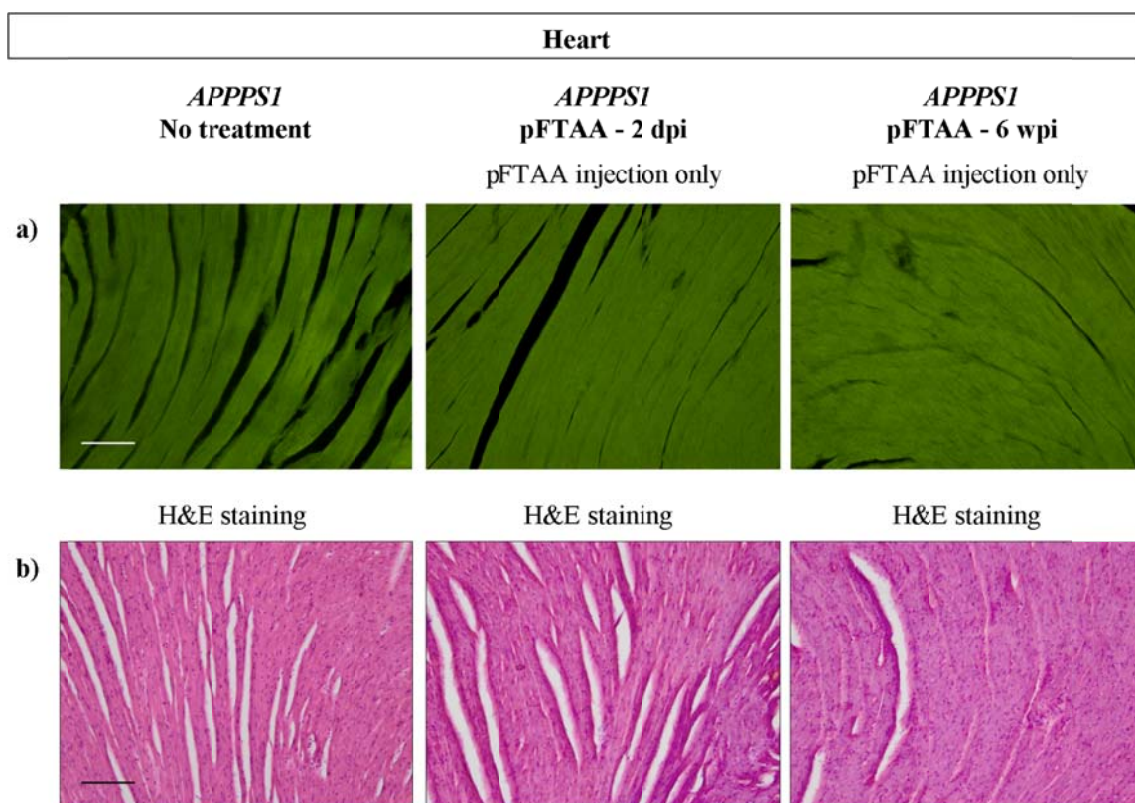 Heart
APPPS1
No treatment
APPPS1
pFTAA - 2 dpi
pFTAA injection only
APPPS1
pFTAA - 6 wpi
pFTAA injection only
a)
H&E staining
H&E staining
H&E staining
b)